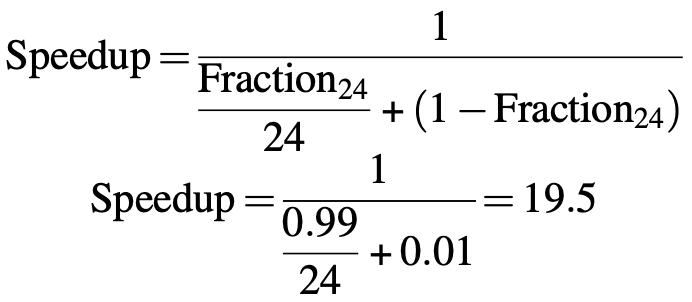 Speedup = 1 / (Fraction₂₄ / 24 + (1 − Fraction₂₄))
Speedup = 1 / (0.99 / 24 + 0.01) = 19.5